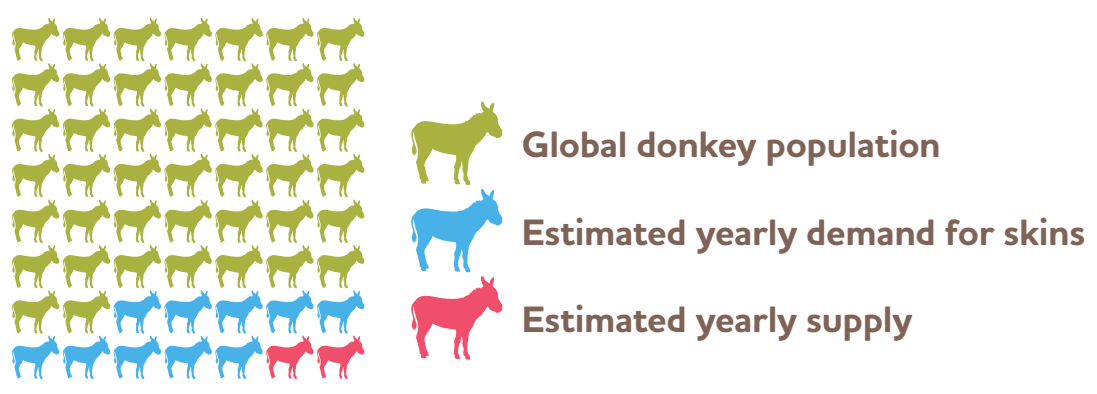 Global donkey population
Estimated yearly demand for skins
Estimated yearly supply